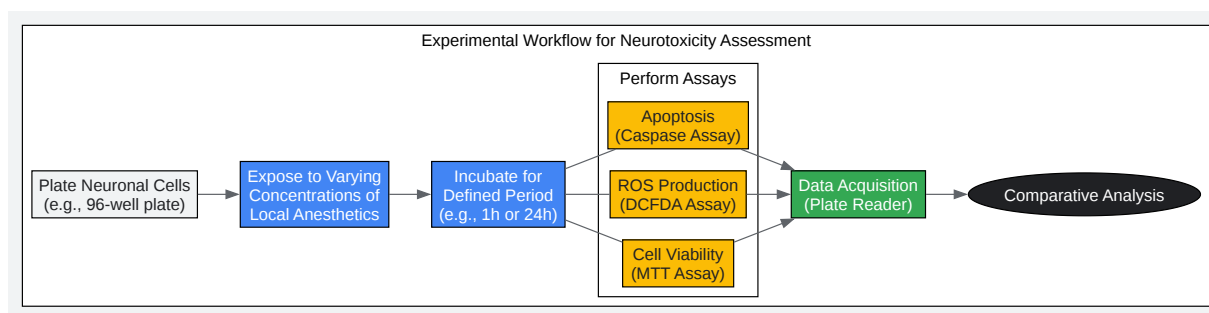 Experimental Workflow for Neurotoxicity Assessment
Perform Assays
Plate Neuronal Cells
(e.g., 96-well plate)
Expose to Varying
Concentrations of
Local Anesthetics
Incubate for
Defined Period
(e.g., 1h or 24h)
Apoptosis
(Caspase Assay)
ROS Production
(DCFDA Assay)
Cell Viability
(MTT Assay)
Data Acquisition
(Plate Reader)
Comparative Analysis